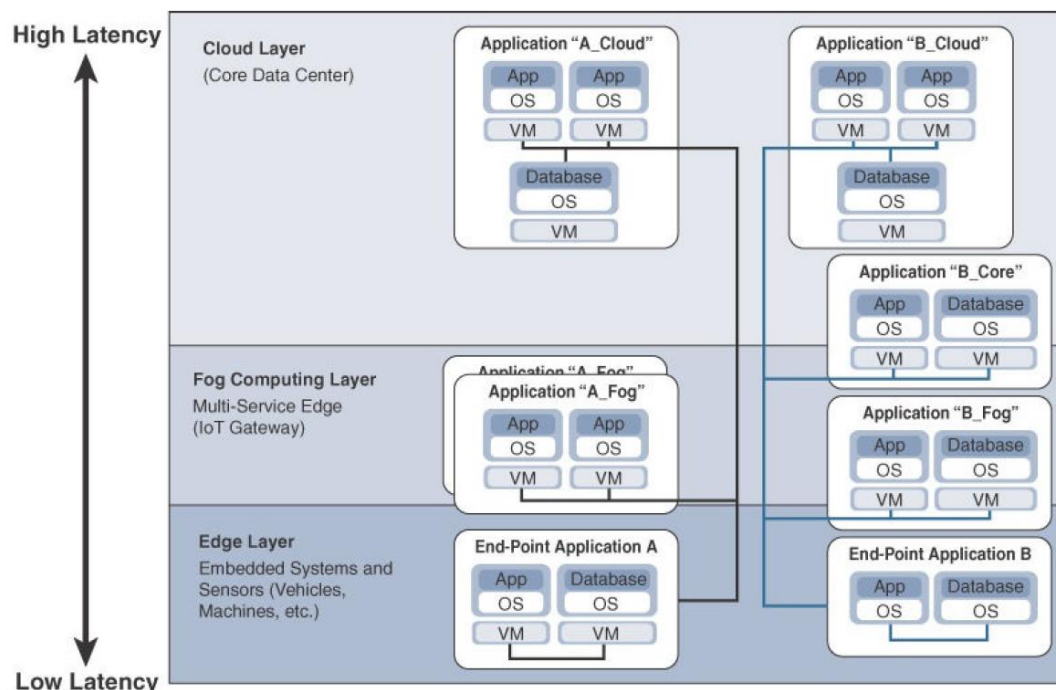 High Latency
Cloud Layer
(Core Data Center)
Application “A_Cloud”
App App
OS OS
VM VM
Database
OS
VM
Application “B_Cloud”
App App
OS OS
VM VM
Database
OS
VM
Application “B_Core”
App Database
OS OS
VM VM
Fog Computing Layer
Multi-Service Edge
(IoT Gateway)
Application “A_Fog”
Application “A_Fog”
App App
OS OS
VM VM
Application “B_Fog”
App Database
OS OS
VM VM
Edge Layer
Embedded Systems and
Sensors (Vehicles,
Machines, etc.)
End-Point Application A
App Database
OS OS
VM VM
End-Point Application B
App Database
OS OS
Low Latency